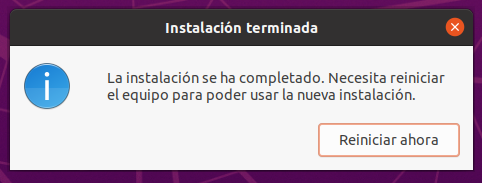 Instalación terminada
La instalación se ha completado. Necesita reiniciar
el equipo para poder usar la nueva instalación.
Reiniciar ahora